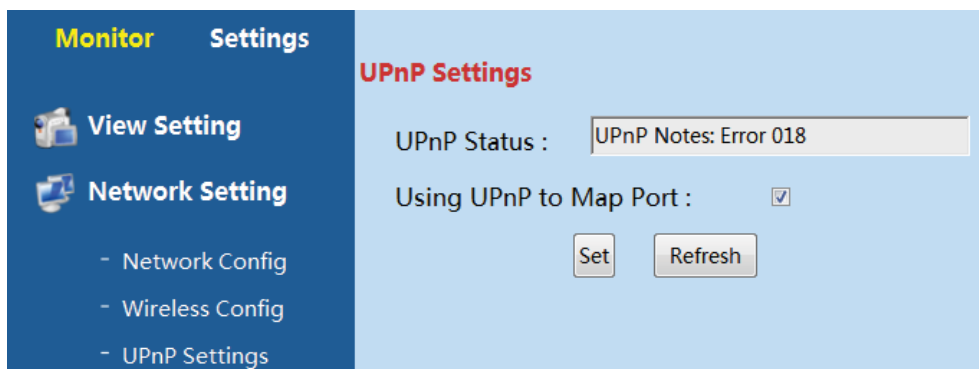 Monitor Settings
View Setting
Network Setting
- Network Config
- Wireless Config
- UPnP Settings
UPnP Settings
UPnP Status : UPnP Notes: Error 018
Using UPnP to Map Port :
Set Refresh